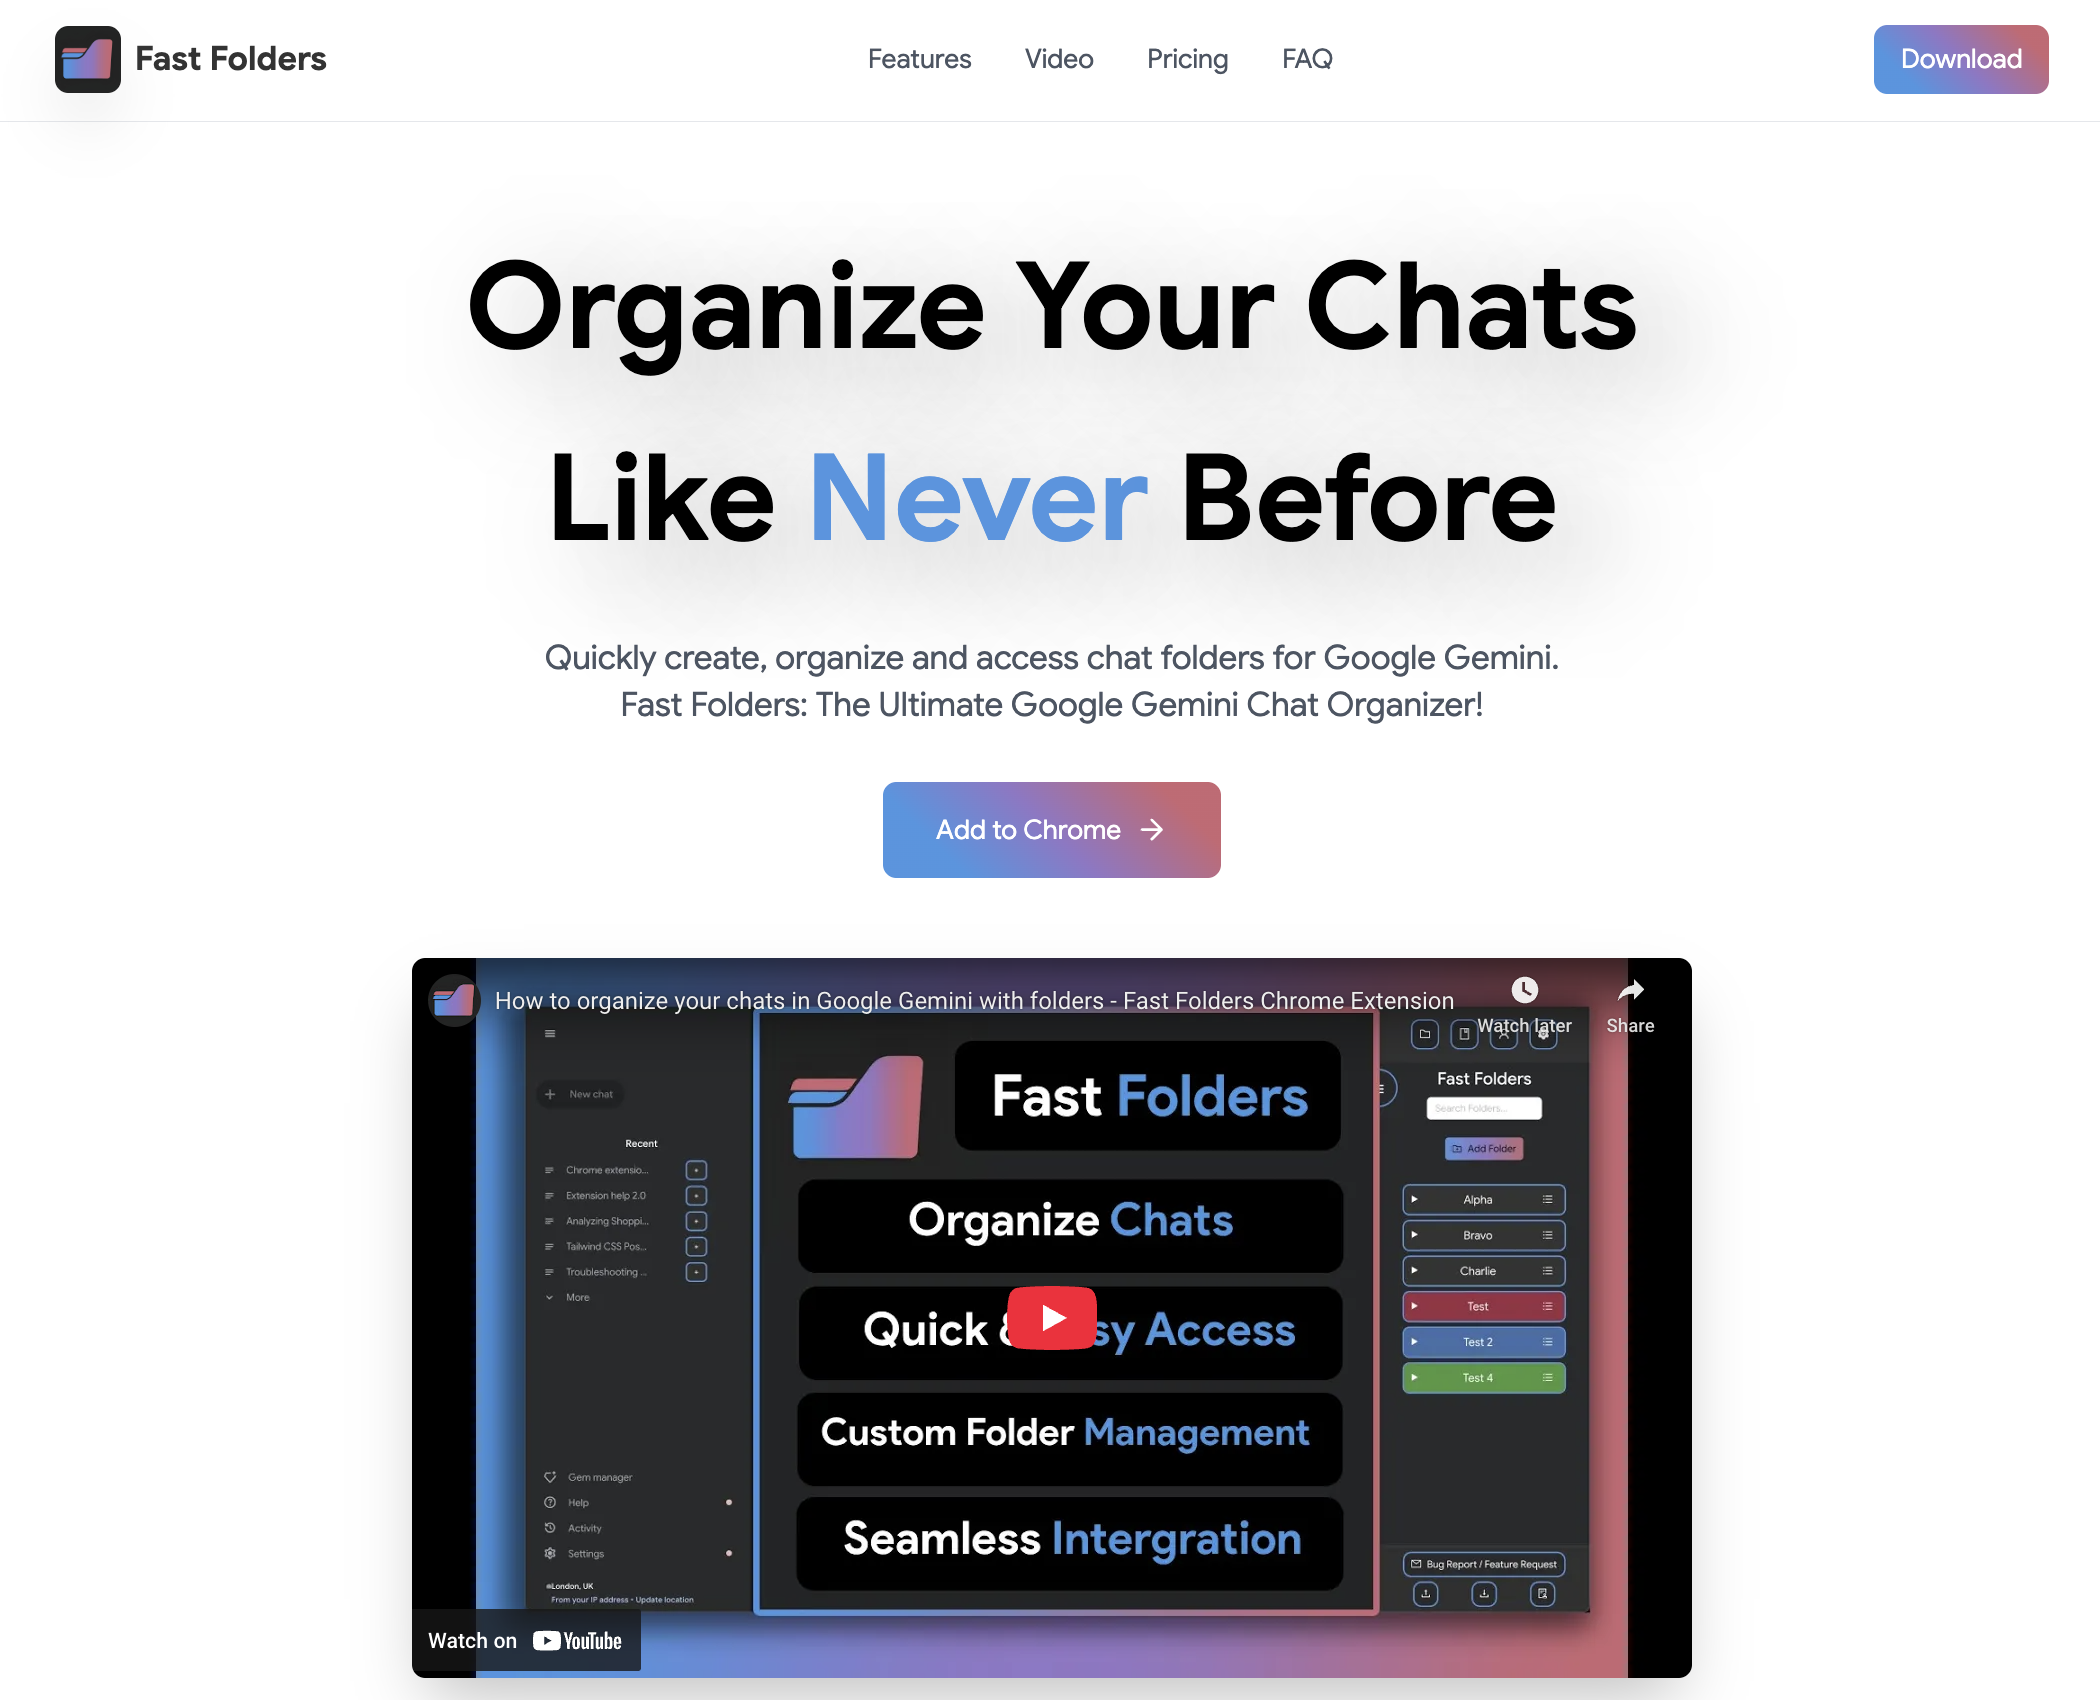 Fast Folders
Features
Video
Pricing
FAQ
Download
Organize Your Chats
Like Never Before
Quickly create, organize and access chat folders for Google Gemini.
Fast Folders: The Ultimate Google Gemini Chat Organizer!
Add to Chrome
How to organize your chats in Google Gemini with folders - Fast Folders Chrome Extension
Watch later
Share
New chat
Recent
Chrome extensio...
Extension help 2.0
Analyzing Shoppi...
Tailwind CSS Pos...
Troubleshooting ...
More
Gem manager
Help
Activity
Settings
London, UK
From your IP address • Update location
Fast Folders
Organize Chats
Quick & sy Access
Custom Folder Management
Seamless Intergration
Fast Folders
Search Folders...
Add Folder
Alpha
Bravo
Charlie
Test
Test 2
Test 4
Bug Report / Feature Request
Watch on YouTube